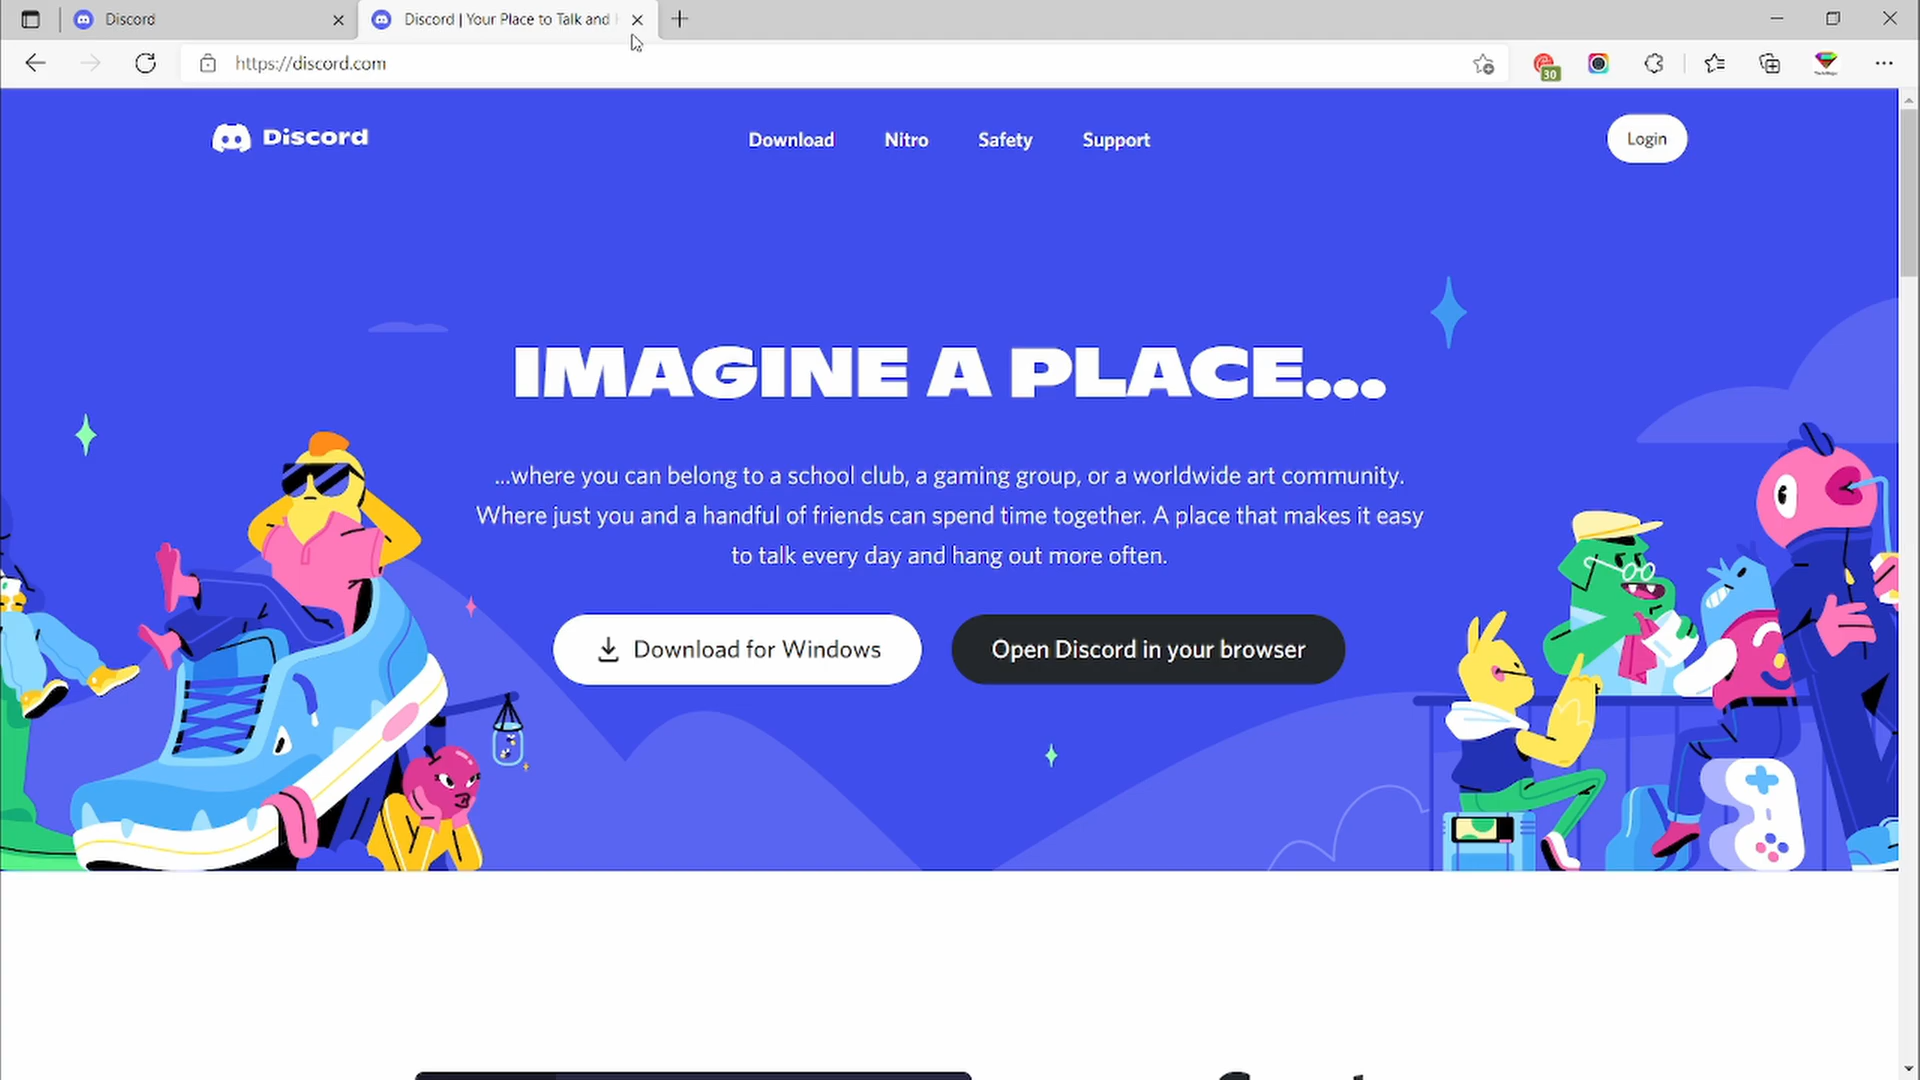 Discord
Discord | Your Place to Talk and
https://discord.com
30
Discord
Download
Nitro
Safety
Support
Login
IMAGINE A PLACE...
...where you can belong to a school club, a gaming group, or a worldwide art community.
Where just you and a handful of friends can spend time together. A place that makes it easy
to talk every day and hang out more often.
Download for Windows
Open Discord in your browser